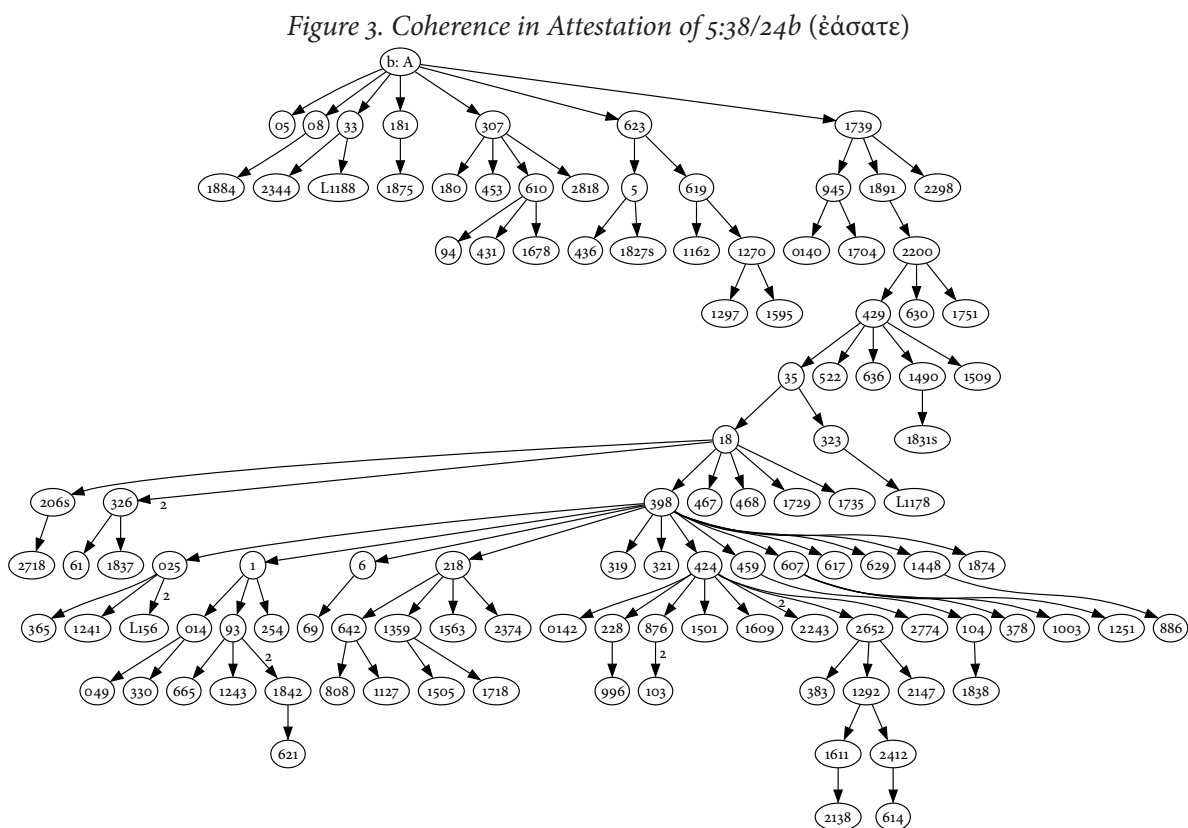 Figure 3. Coherence in Attestation of 5:38/24b (ἐάσατε)
b: A
05 08 33 181 307 623 1739
1884 2344 L1188 1875 180 453 610 2818 5 619 945 1891 2298
94 431 1678 436 1827s 1162 1270 0140 1704 2200
1297 1595 429 630 1751
35 522 636 1490 1509
18 323 1831s
206s 326 2 398 467 468 1729 1735 L1178
2718 61 1837 025 1 6 218 319 321 424 459 607 617 629 1448 1874
2 2
365 1241 L156 014 93 254 69 642 1359 1563 2374 0142 228 876 1501 1609 2243 2652 2774 104 378 1003 1251 886
2 2
049 330 665 1243 1842 808 1127 1505 1718 996 103 383 1292 2147 1838
621 1611 2412
2138 614